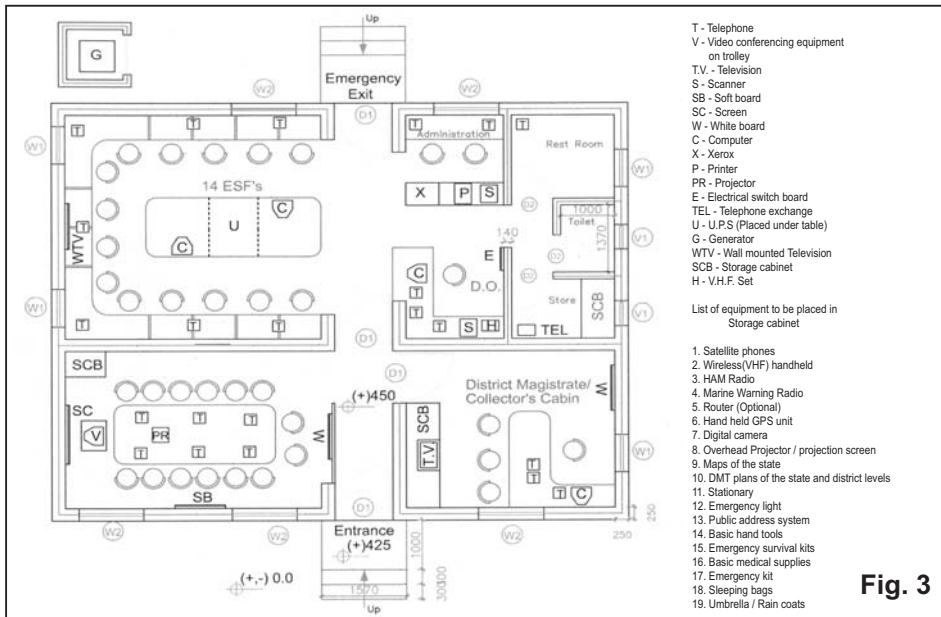 Up
G
Emergency
Exit
W2
W2
D1
T
T
T
T
T
T
Administration
Rest Room
W1
W1
14 ESF's
C
U
C
X
P
S
D2
1000
Toilet
1370
V1
D2
D2
140
E
T
WTV
C
D.O.
T
T
T
S
H
Store
SCB
TEL
W1
V1
T
T
T
D1
SCB
D1
(+)450
District Magistrate/
Collector's Cabin
W
SC
V
T
T
T
PR
T
T
T
W
SCB
T.V
T
T
T
C
W1
SB
D1
W2
W2
Entrance
(+)425
W2
250
250
1000
(+,-) 0.0
1570
300
300
Up
T - Telephone
V - Video conferencing equipment
on trolley
T.V. - Television
S - Scanner
SB - Soft board
SC - Screen
W - White board
C - Computer
X - Xerox
P - Printer
PR - Projector
E - Electrical switch board
TEL - Telephone exchange
U - U.P.S (Placed under table)
G - Generator
WTV - Wall mounted Television
SCB - Storage cabinet
H - V.H.F. Set
List of equipment to be placed in
Storage cabinet
1. Satellite phones
2. Wireless(VHF) handheld
3. HAM Radio
4. Marine Warning Radio
5. Router (Optional)
6. Hand held GPS unit
7. Digital camera
8. Overhead Projector / projection screen
9. Maps of the state
10. DMT plans of the state and district levels
11. Stationary
12. Emergency light
13. Public address system
14. Basic hand tools
15. Emergency survival kits
16. Basic medical supplies
17. Emergency kit
18. Sleeping bags
19. Umbrella / Rain coats
Fig. 3